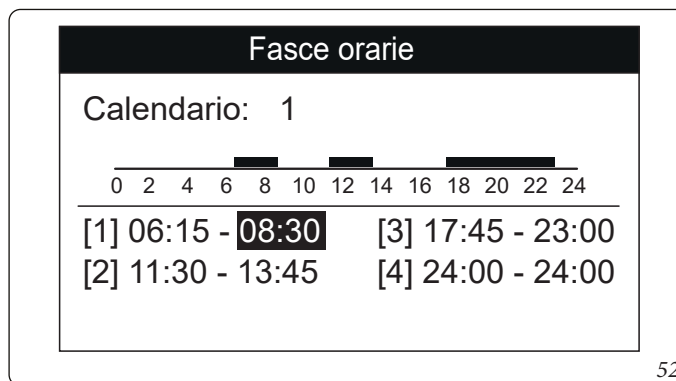 Fasce orarie
Calendario: 1
0 2 4 6 8 10 12 14 16 18 20 22 24
[1] 06:15 - 08:30 [3] 17:45 - 23:00
[2] 11:30 - 13:45 [4] 24:00 - 24:00
52